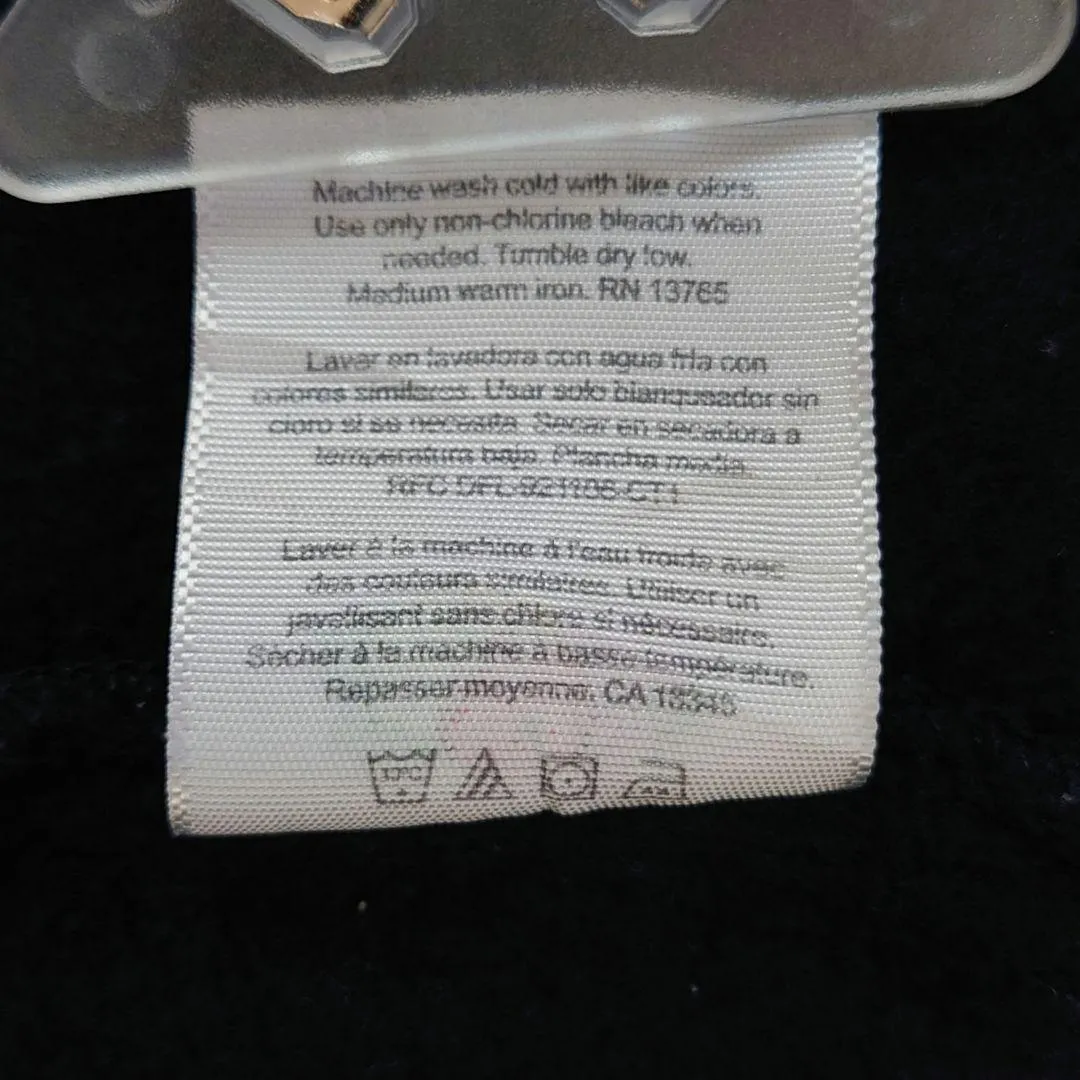 Machine wash cold with like colors.
Use only non-chlorine bleach when
needed. Tumble dry low.
Medium warm iron. RN 13765
Lavar en lavadora con agua fria con
colores similares. Usar solo blanqueador sin
cloro si se necesita. Secar en secadora a
temperatura baja. Plancha media.
RFC DFL-921106-CT1
Laver à la machine à l'eau froide avec
des couleurs similaires. Utiliser un
javellisant sans chlore si nécessaire.
Sécher à la machine à basse température.
Repasser moyenne. CA